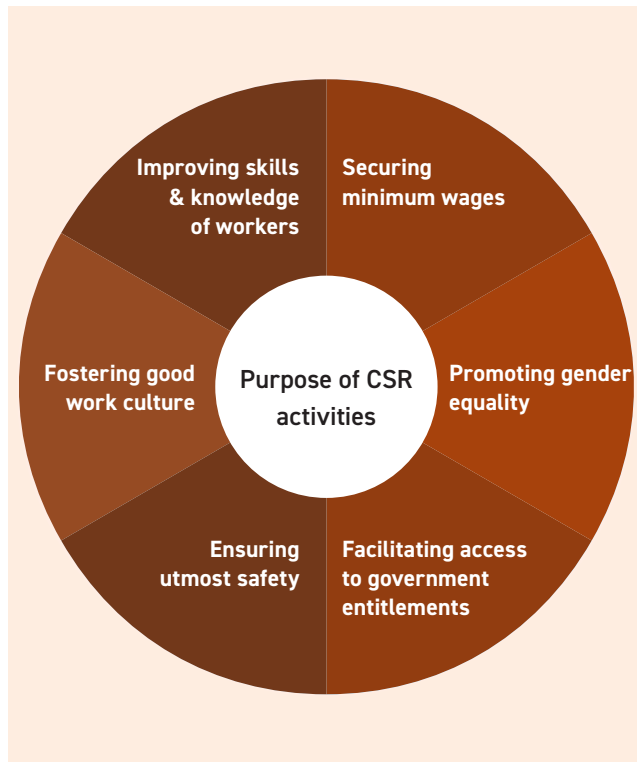 Purpose of CSR
activities
Securing
minimum wages
Promoting gender
equality
Facilitating access
to government
entitlements
Ensuring
utmost safety
Fostering good
work culture
Improving skills
& knowledge
of workers